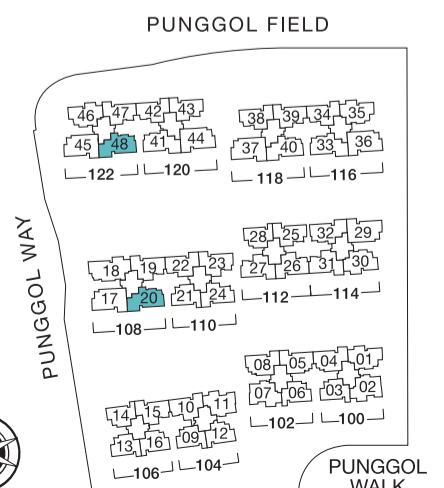 PUNGGOL FIELD
46 47 42 43
38 39 34 35
45 48 41 44
37 40 33 36
122 120
118 116
PUNGGOL WAY
28 25 32 29
18 19 22 23
27 26 31 30
17 20 21 24
112 114
108 110
08 05 04 01
07 06 03 02
14 15 10 11
102 100
13 16 09 12
106 104
PUNGGOL
WALK